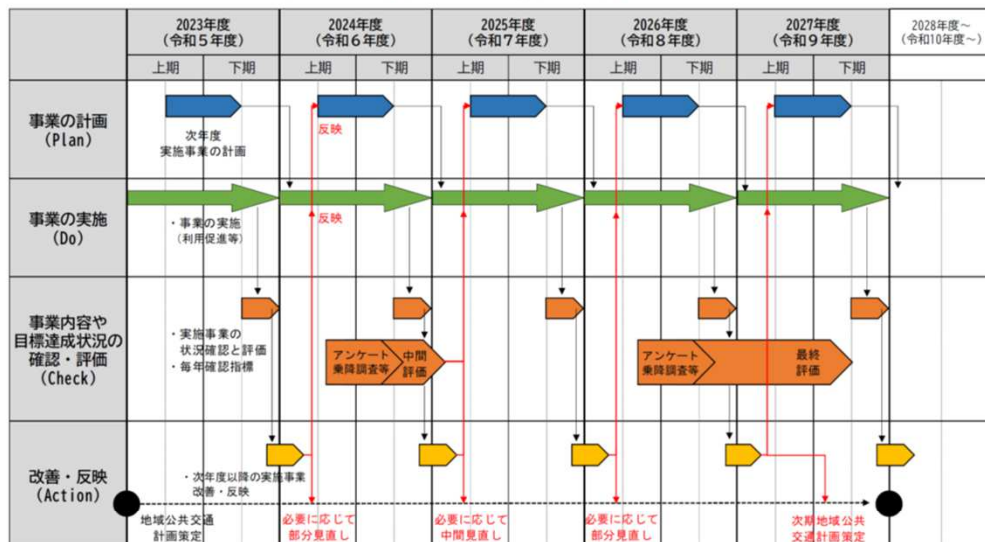 2023年度
(令和5年度)
2024年度
(令和6年度)
2025年度
(令和7年度)
2026年度
(令和8年度)
2027年度
(令和9年度)
2028年度～
(令和10年度～)
上期
下期
上期
下期
上期
下期
上期
下期
上期
下期
事業の計画
(Plan)
次年度
実施事業の計画
反映
事業の実施
(Do)
・事業の実施
(利用促進等)
反映
事業内容や
目標達成状況の
確認・評価
(Check)
・実施事業の
状況確認と評価
・毎年確認指標
アンケート
乗降調査等
中間
評価
アンケート
乗降調査等
最終
評価
改善・反映
(Action)
・次年度以降の実施事業
改善・反映
地域公共交通
計画策定
必要に応じて
部分見直し
必要に応じて
中間見直し
必要に応じて
部分見直し
次期地域公共
交通計画策定